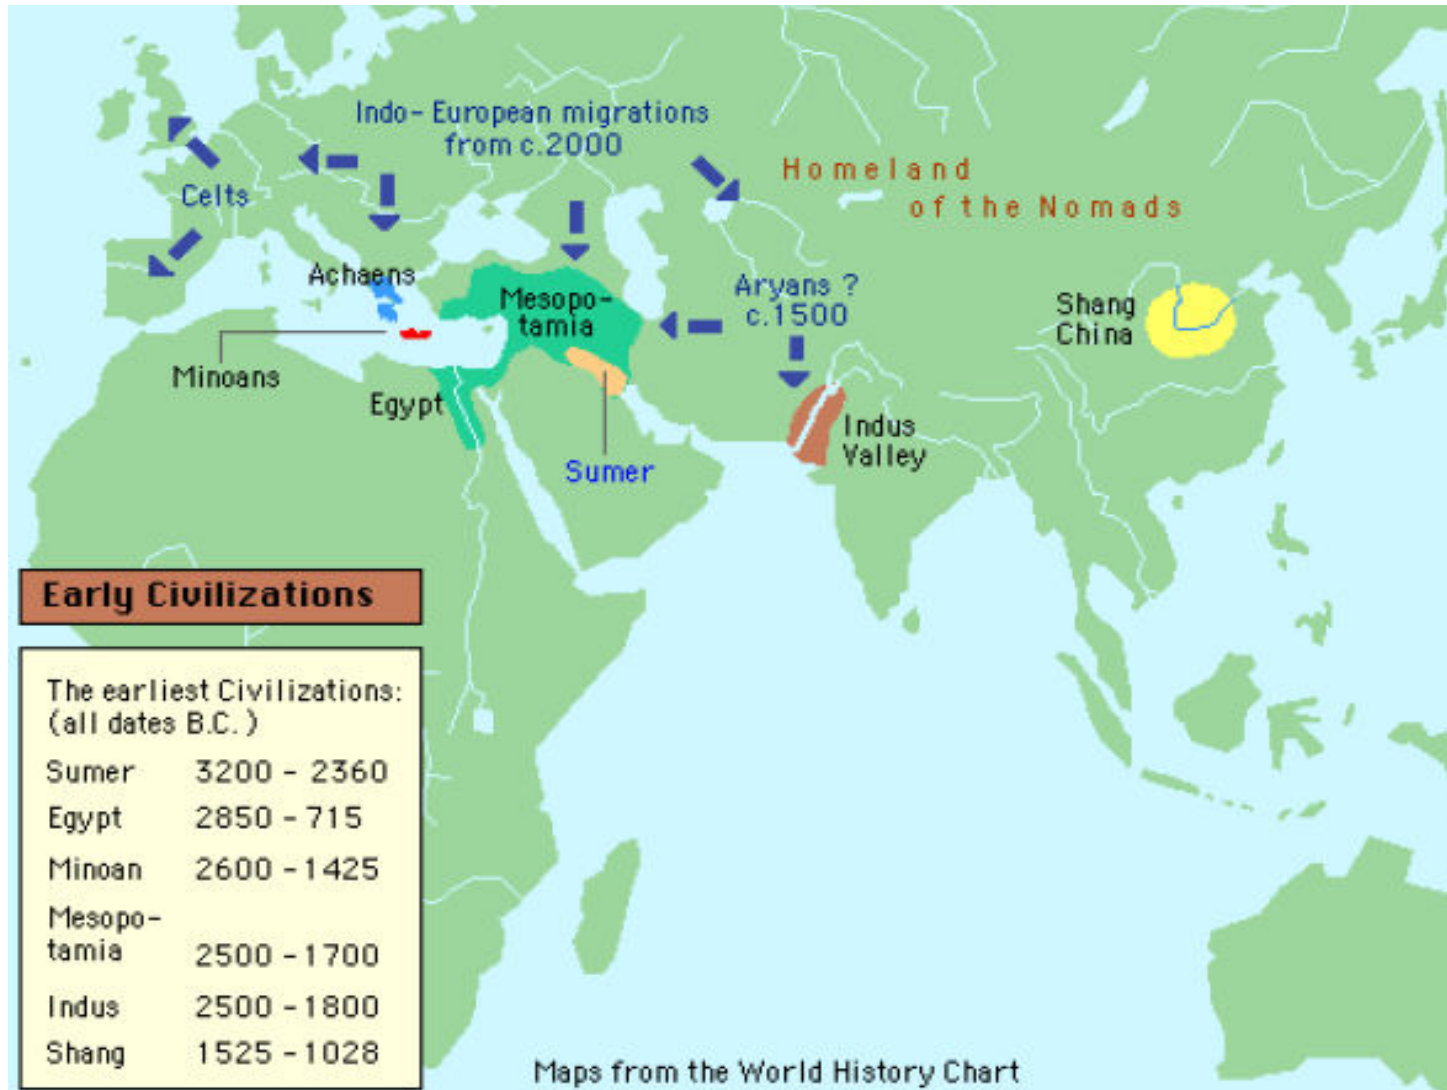 Indo-European migrations
from c.2000
Homeland
of the Nomads
Celts
Achaens
Mesopo-
tamia
Aryans ?
c.1500
Shang
China
Minoans
Egypt
Indus
Valley
Sumer
Early Civilizations
The earliest Civilizations:
(all dates B.C. )
Sumer 3200 - 2360
Egypt 2850 - 715
Minoan 2600 - 1425
Mesopo-
tamia 2500 - 1700
Indus 2500 - 1800
Shang 1525 - 1028
Maps from the World History Chart